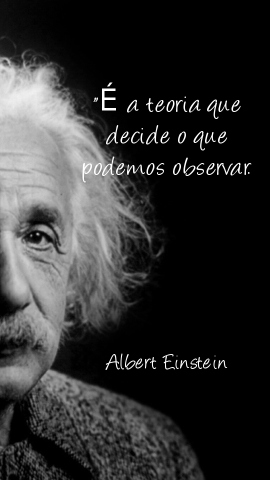 "É a teoria que
decide o que
podemos observar.
Albert Einstein